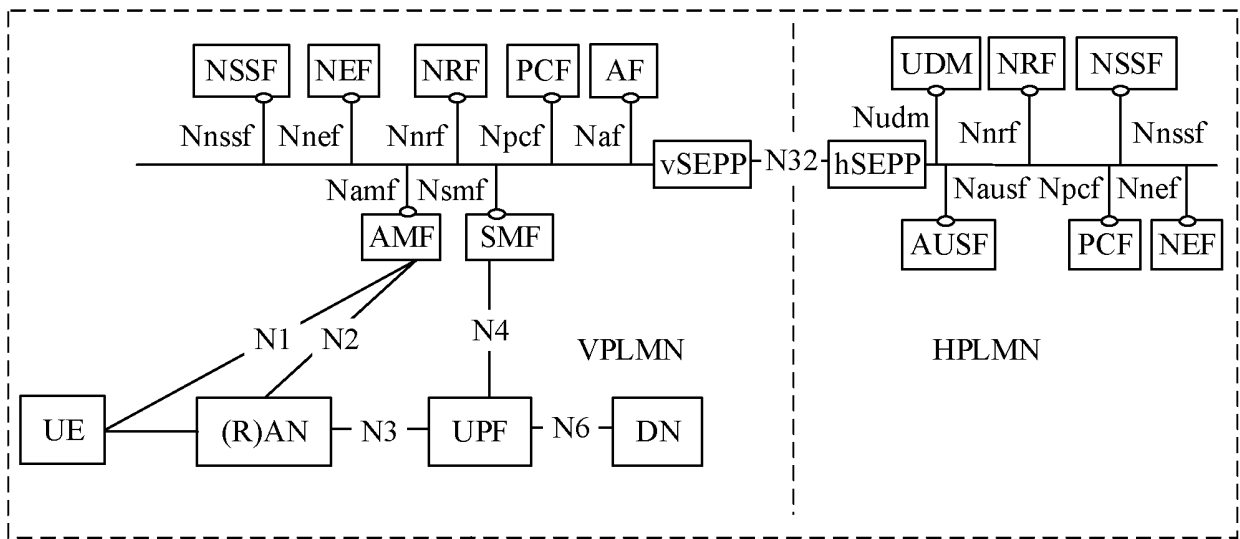 NSSF NEF NRF PCF AF UDM NRF NSSF
Nnssf Nnef Nnrf Npcf Naf Nudm Nnrf Nnssf
vSEPP N32 hSEPP
Namf Nsmf Nausf Npcf Nnef
AMF SMF AUSF PCF NEF
N1 N2 N4 VPLMN HPLMN
UE (R)AN N3 UPF N6 DN